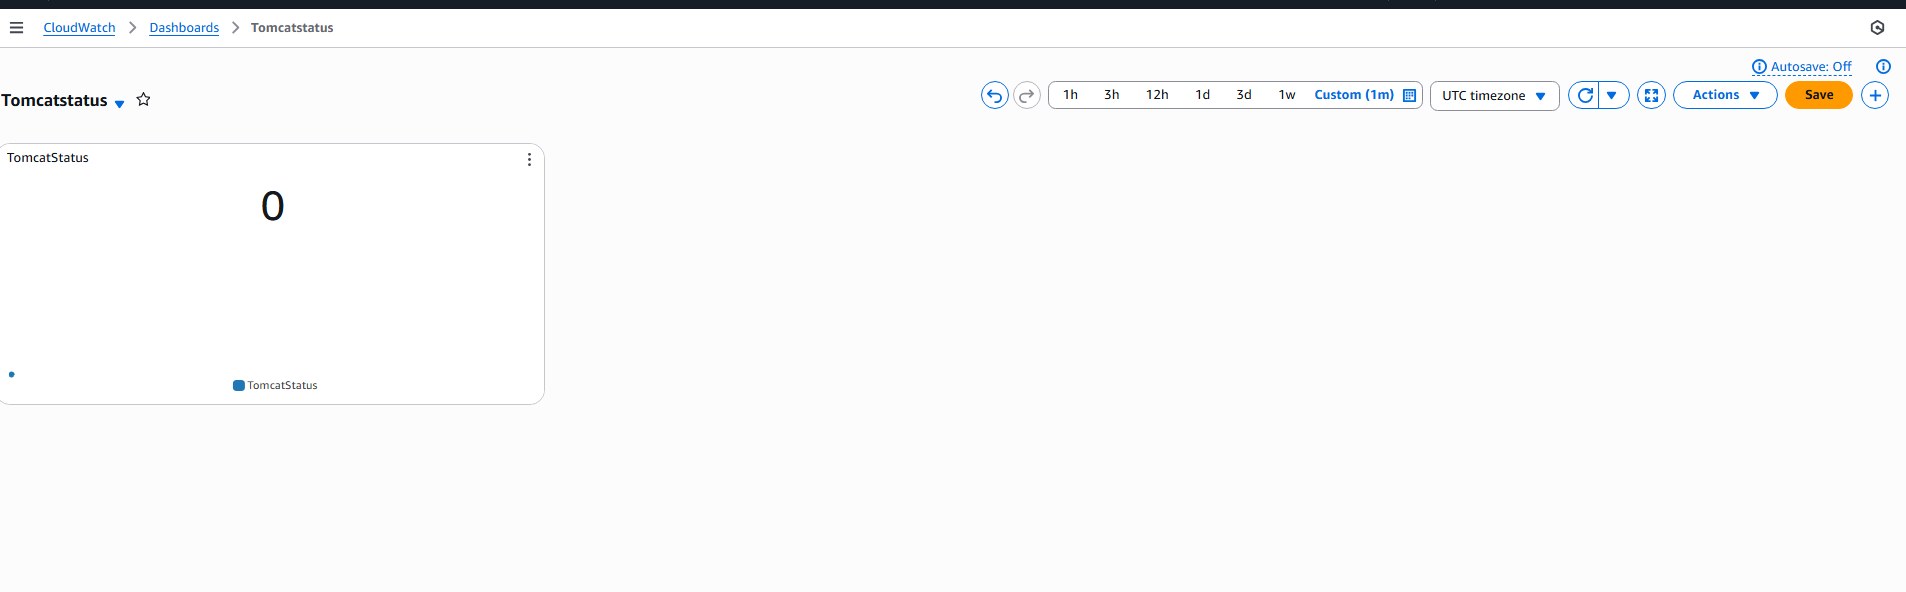 CloudWatch > Dashboards > Tomcatstatus
Autosave: Off
Tomcatstatus
1h 3h 12h 1d 3d 1w Custom (1m) UTC timezone Actions Save
TomcatStatus
0
TomcatStatus